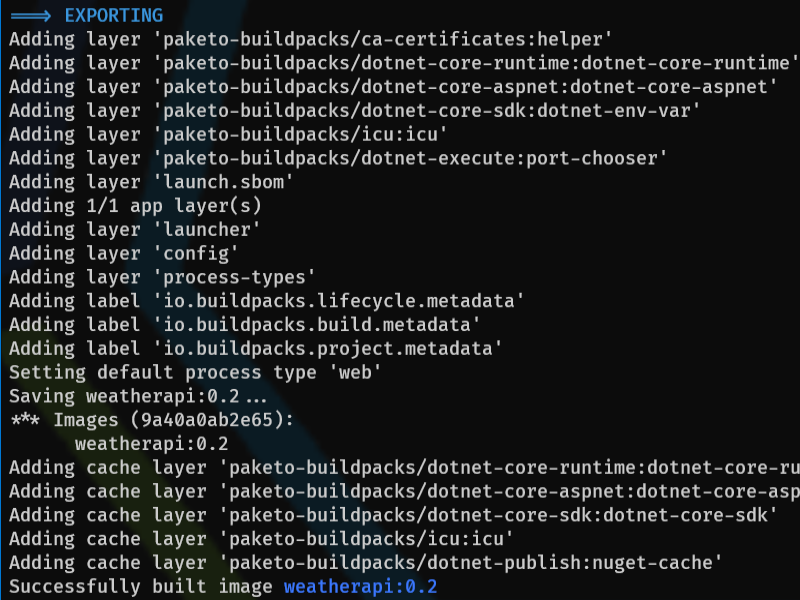 ===> EXPORTING
Adding layer 'paketo-buildpacks/ca-certificates:helper'
Adding layer 'paketo-buildpacks/dotnet-core-runtime:dotnet-core-runtime'
Adding layer 'paketo-buildpacks/dotnet-core-aspnet:dotnet-core-aspnet'
Adding layer 'paketo-buildpacks/dotnet-core-sdk:dotnet-env-var'
Adding layer 'paketo-buildpacks/icu:icu'
Adding layer 'paketo-buildpacks/dotnet-execute:port-chooser'
Adding layer 'launch.sbom'
Adding 1/1 app layer(s)
Adding layer 'launcher'
Adding layer 'config'
Adding layer 'process-types'
Adding label 'io.buildpacks.lifecycle.metadata'
Adding label 'io.buildpacks.build.metadata'
Adding label 'io.buildpacks.project.metadata'
Setting default process type 'web'
Saving weatherapi:0.2...
*** Images (9a40a0ab2e65):
weatherapi:0.2
Adding cache layer 'paketo-buildpacks/dotnet-core-runtime:dotnet-core-ru
Adding cache layer 'paketo-buildpacks/dotnet-core-aspnet:dotnet-core-asp
Adding cache layer 'paketo-buildpacks/dotnet-core-sdk:dotnet-core-sdk'
Adding cache layer 'paketo-buildpacks/icu:icu'
Adding cache layer 'paketo-buildpacks/dotnet-publish:nuget-cache'
Successfully built image weatherapi:0.2